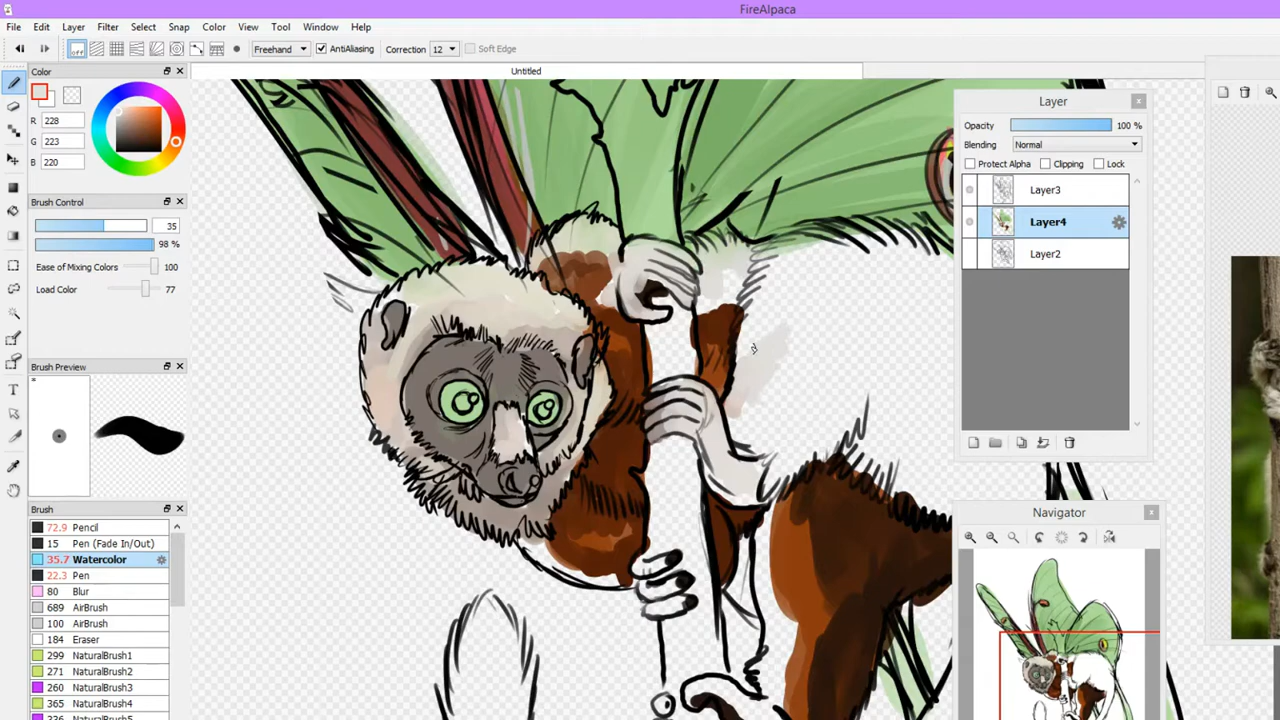 FireAlpaca
File Edit Layer Filter Select Snap Color View Tool Window Help
off Freehand AntiAliasing Correction 12 Soft Edge
Color
Untitled
R 228
G 223
B 220
Brush Control
35
98 %
Ease of Mixing Colors 100
Load Color 77
Brush Preview
Brush
72.9 Pencil
15 Pen (Fade In/Out)
35.7 Watercolor
22.3 Pen
80 Blur
689 AirBrush
100 AirBrush
184 Eraser
299 NaturalBrush1
271 NaturalBrush2
260 NaturalBrush3
365 NaturalBrush4
336 NaturalBrush5
Layer
Opacity 100 %
Blending Normal
Protect Alpha Clipping Lock
Layer3
Layer4
Layer2
Navigator